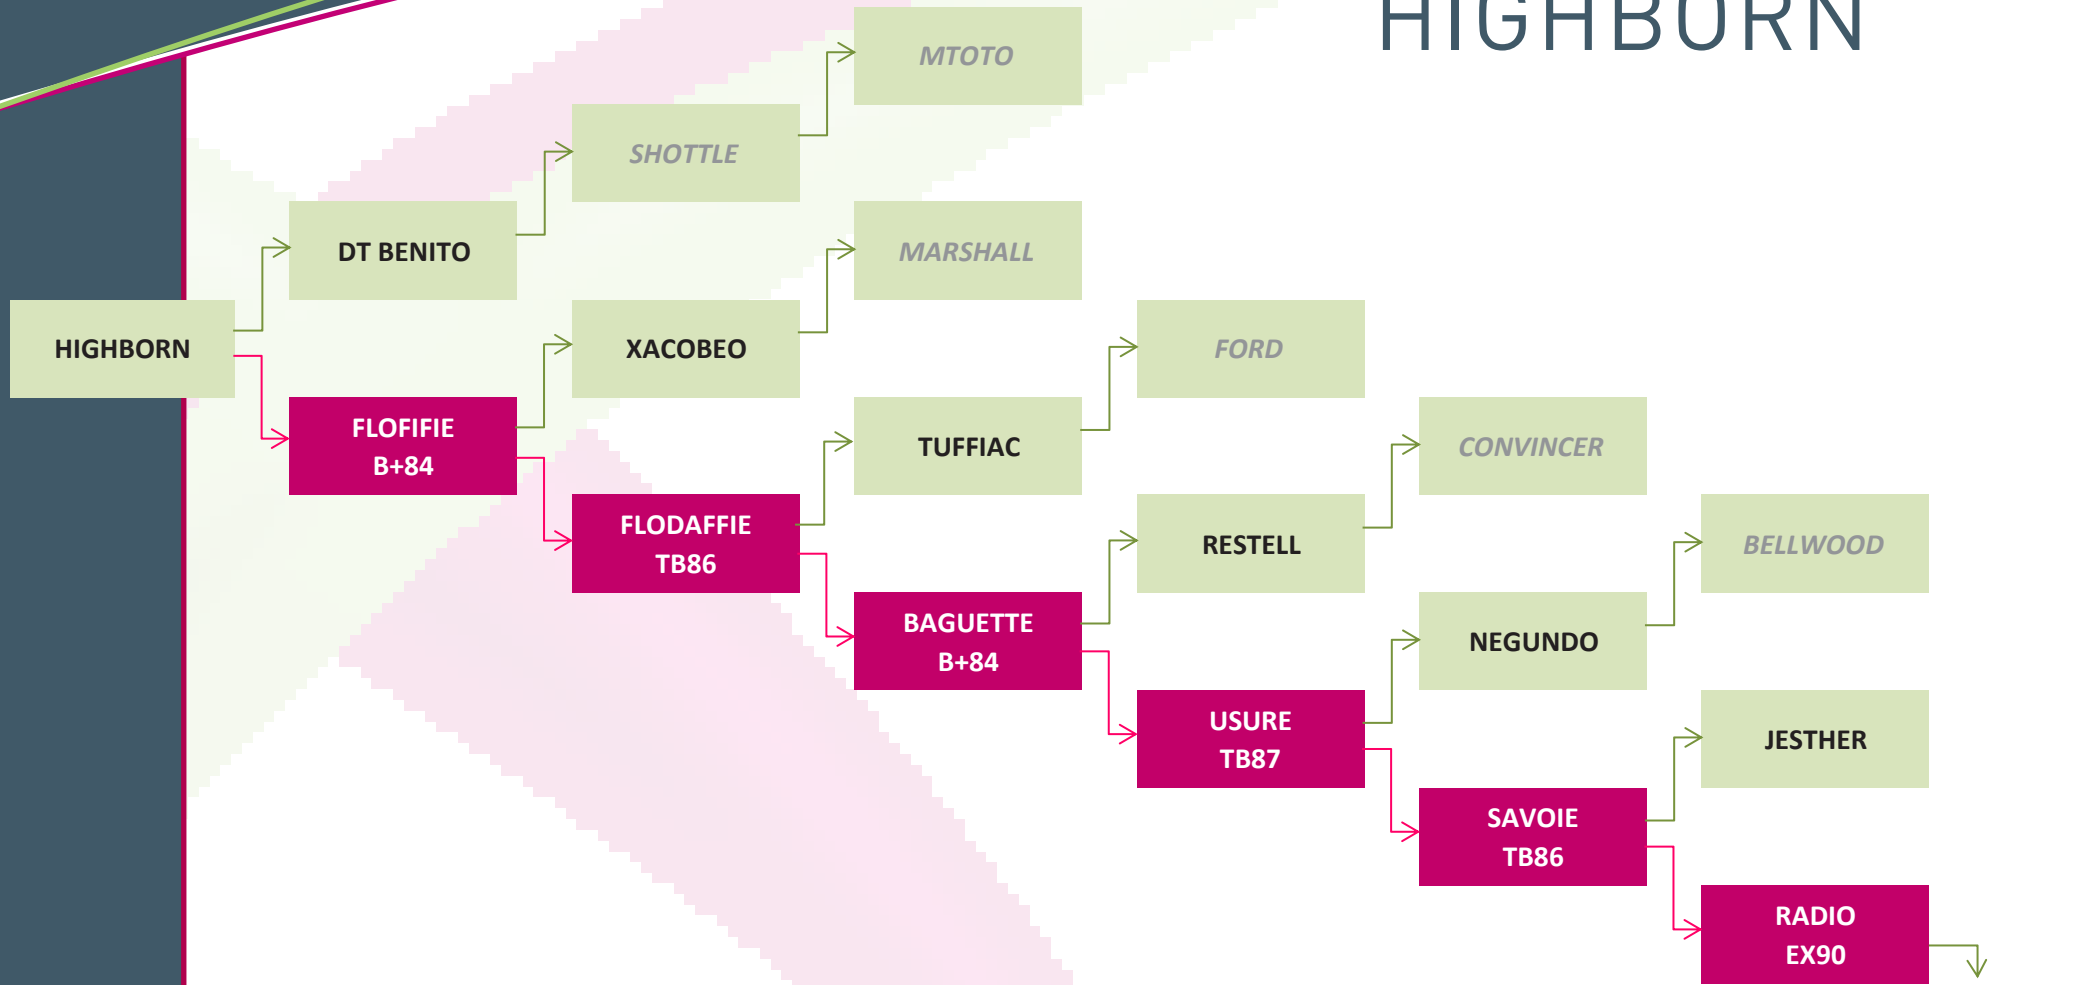 HIGHBORN
MTOTO
SHOTTLE
DT BENITO
MARSHALL
HIGHBORN
XACOBEO
FORD
FLOFIFIE
B+84
TUFFIAC
CONVINCER
FLODAFFIE
TB86
RESTELL
BELLWOOD
BAGUETTE
B+84
NEGUNDO
USURE
TB87
JESTHER
SAVOIE
TB86
RADIO
EX90